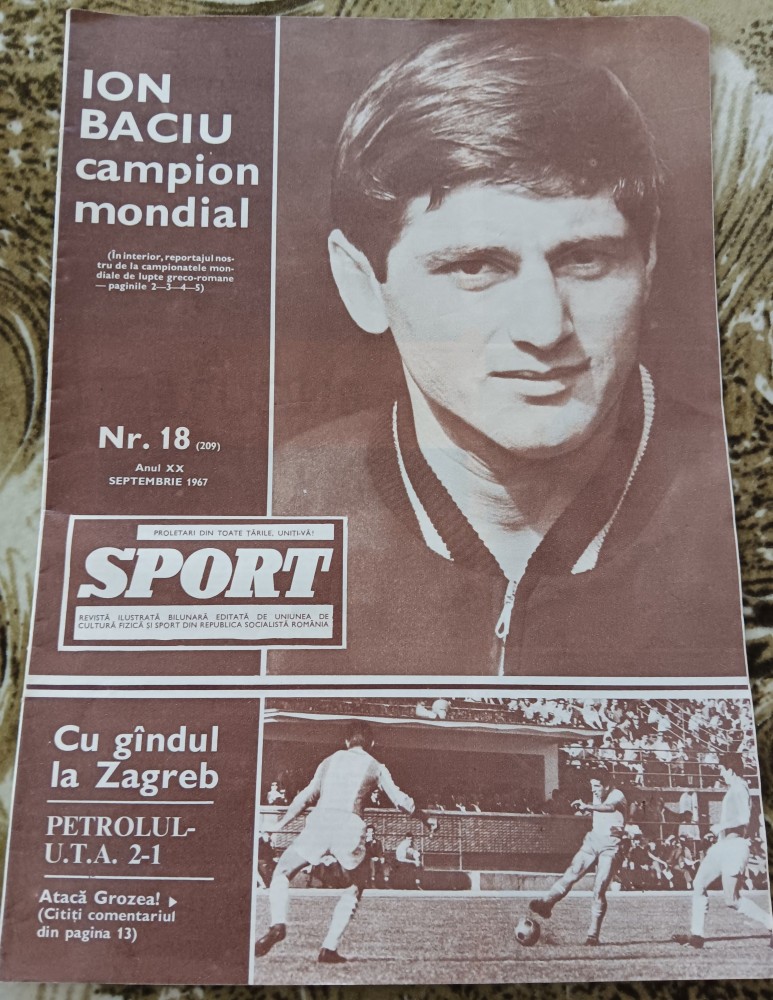 ION
BACIU
campion
mondial
(În interior, reportajul nos-
tru de la campionatele mon-
diale de lupte greco-romane
— paginile 2—3—4—5)
Nr. 18 (209)
Anul XX
SEPTEMBRIE 1967
PROLETARI DIN TOATE ȚĂRILE, UNIȚI-VĂ!
SPORT
REVISTĂ ILUSTRATĂ BILUNARĂ EDITATĂ DE UNIUNEA DE
CULTURĂ FIZICĂ ȘI SPORT DIN REPUBLICA SOCIALISTĂ ROMÂNIA
Cu gîndul
la Zagreb
PETROLUL-
U.T.A. 2-1
Atacă Grozea! ▶
(Citiți comentariul
din pagina 13)